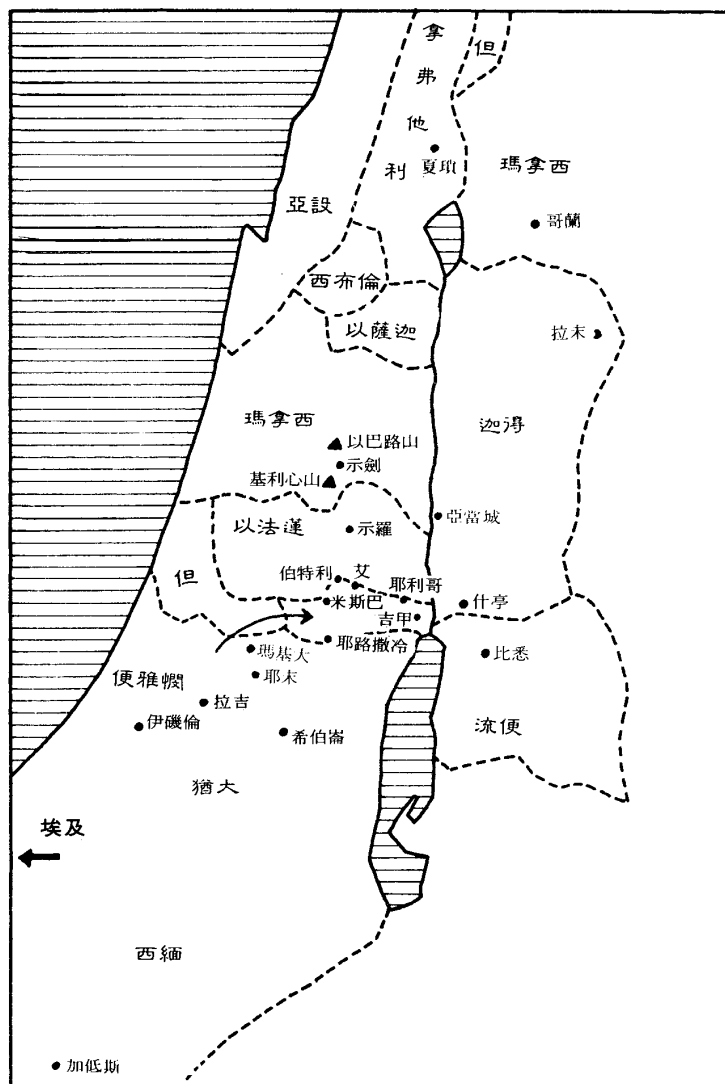 拿弗他利
但
夏瑣
瑪拿西
哥蘭
亞設
西布倫
以薩迦
拉末
瑪拿西
迦得
以巴路山
示劍
基利心山
以法蓮
示羅
亞當城
但
伯特利
艾
耶利哥
米斯巴
什亭
吉甲
瑪基大
耶路撒冷
比悉
便雅憫
耶末
拉吉
伊磯倫
希伯崙
流便
猶大
埃及
西緬
加低斯